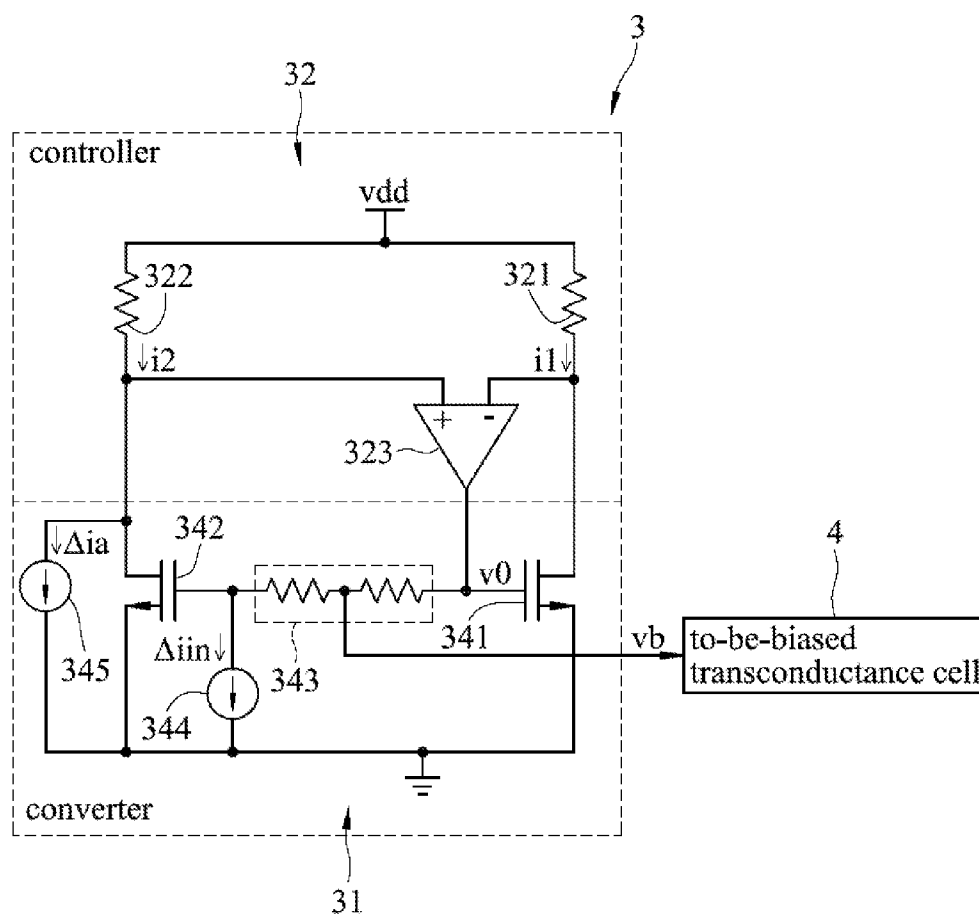 3
32
controller
vdd
322
321
i2
i1
+
-
323
Δia
342
v0
4
341
Δiin
vb
to-be-biased
transconductance cell
345
343
344
converter
31